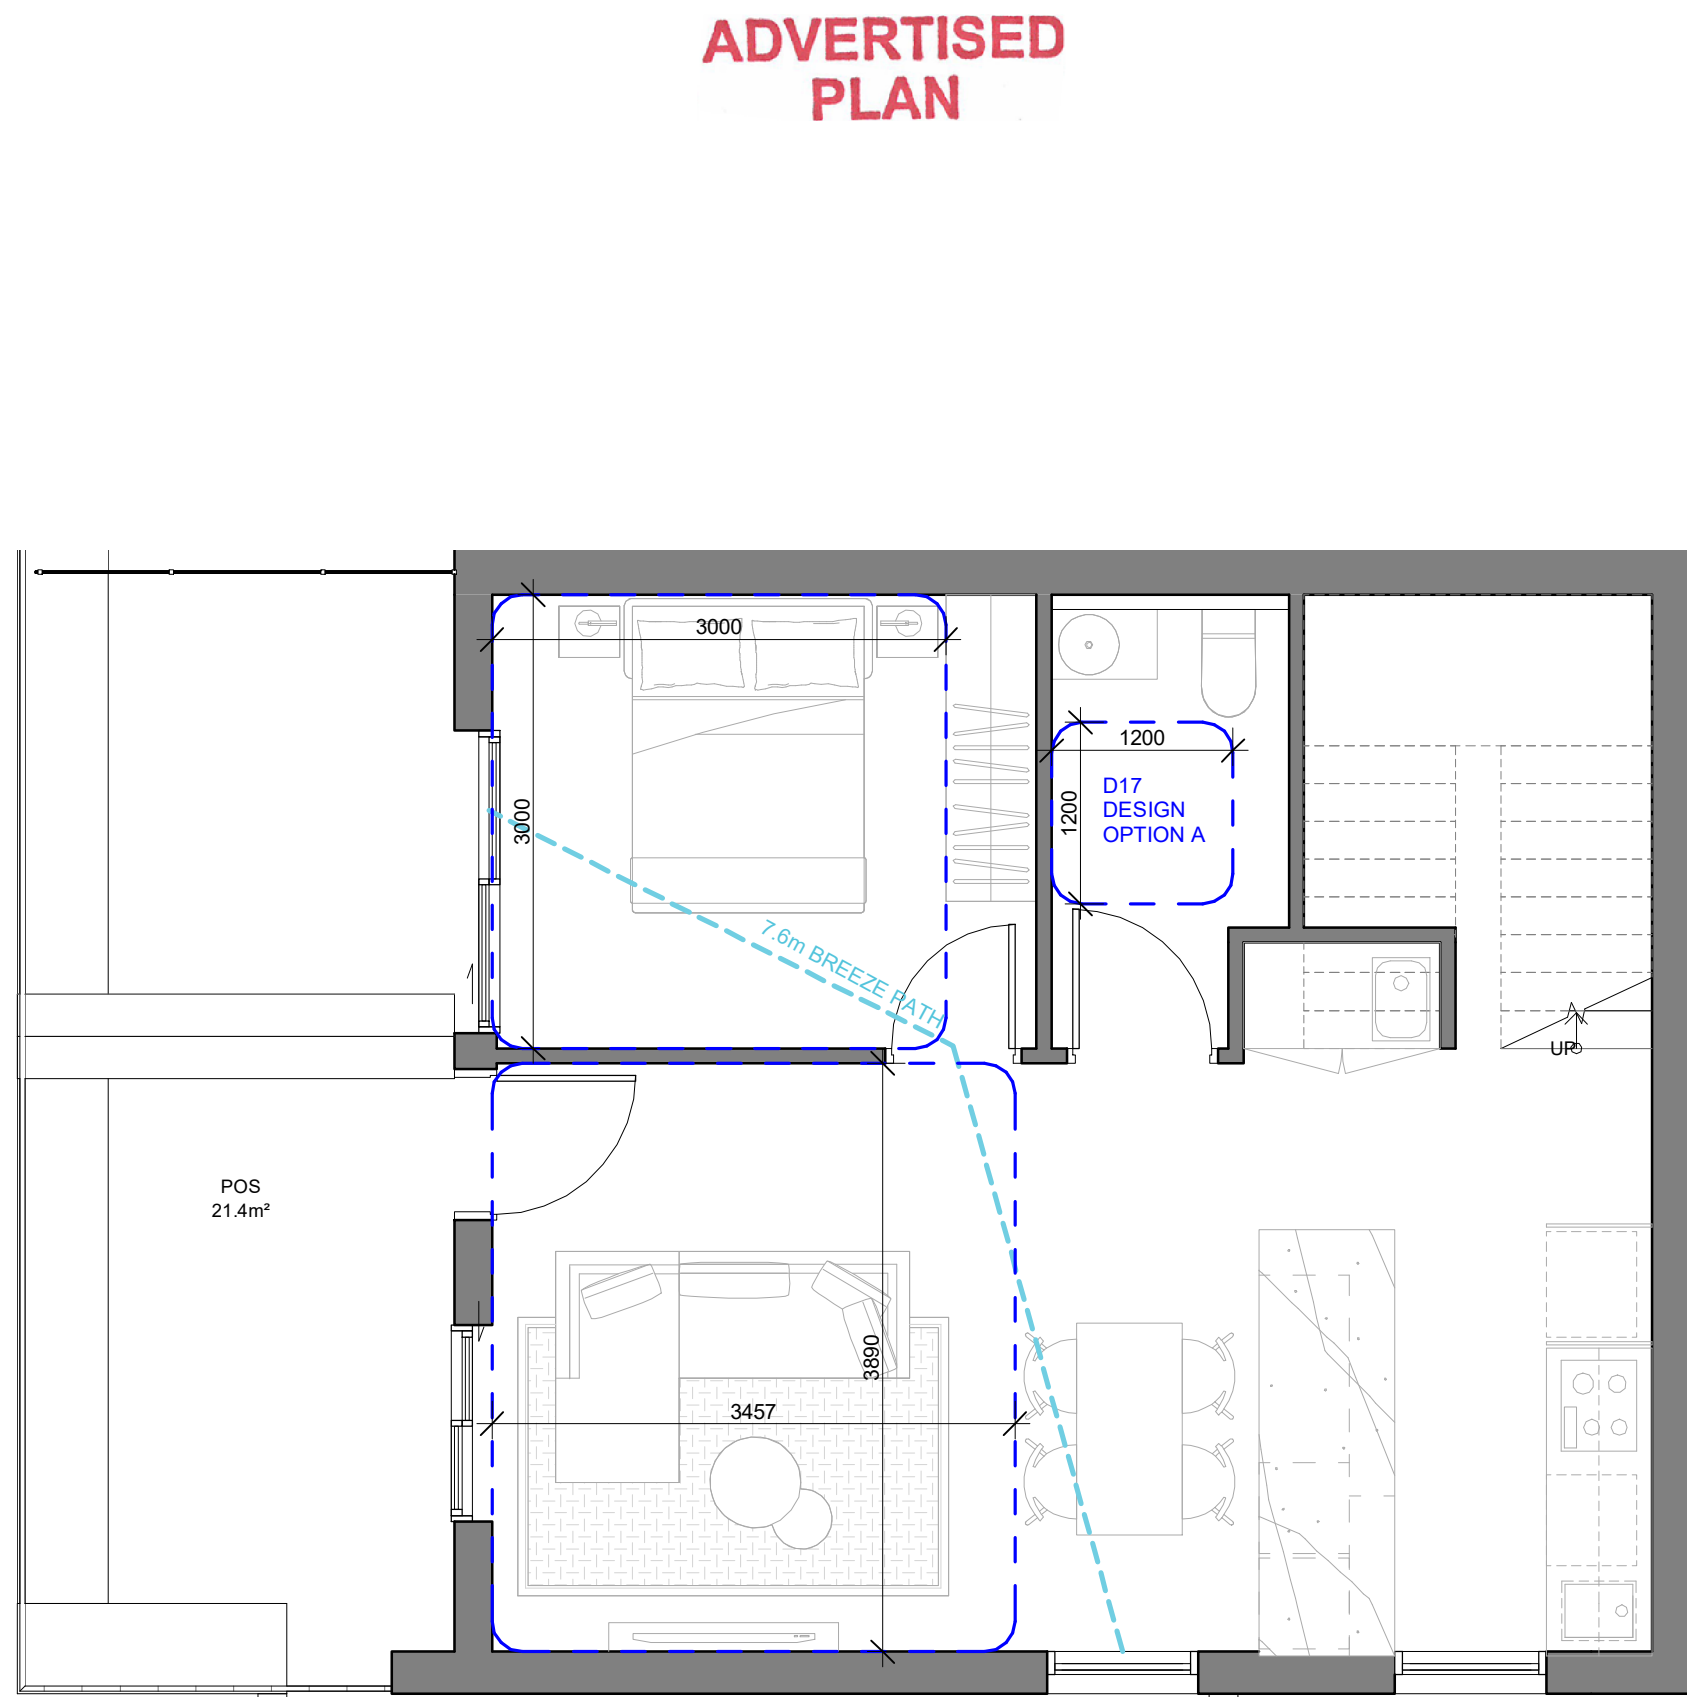 ADVERTISED
PLAN
3000
3000
1200
1200
D17
DESIGN
OPTION A
7.6m BREEZE PATH
UP
POS
21.4m²
3890
3457